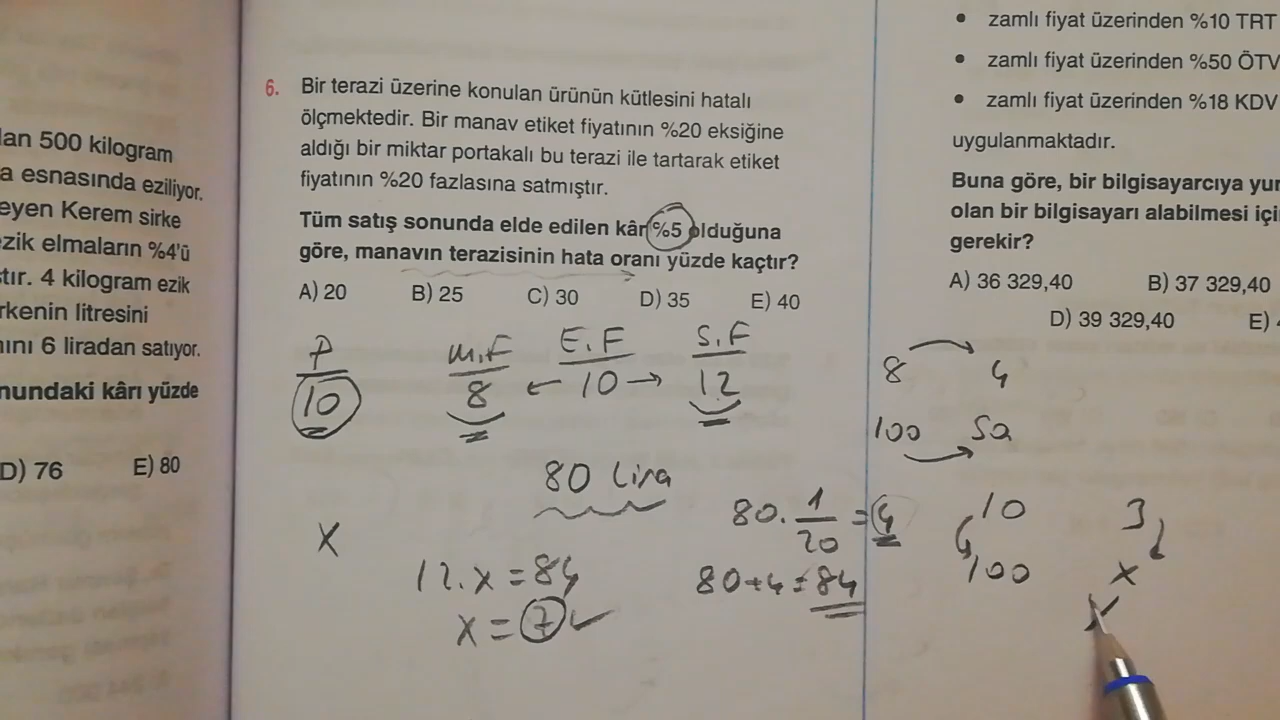 lan 500 kilogram
a esnasında eziliyor.
eyen Kerem sirke
ezik elmaların %4'ü
ştır. 4 kilogram ezik
rkenin litresini
ını 6 liradan satıyor.
nundaki kârı yüzde
D) 76 E) 80
6. Bir terazi üzerine konulan ürünün kütlesini hatalı
ölçmektedir. Bir manav etiket fiyatının %20 eksiğine
aldığı bir miktar portakalı bu terazi ile tartarak etiket
fiyatının %20 fazlasına satmıştır.
Tüm satış sonunda elde edilen kâr %5 olduğuna
göre, manavın terazisinin hata oranı yüzde kaçtır?
A) 20 B) 25 C) 30 D) 35 E) 40
P M.F E.F S.F
10 8 ← 10 → 12
80 lira
x
80 . 1/20 = 4
12.x = 84
80+4 = 84
x = 7
zamlı fiyat üzerinden %10 TRT
zamlı fiyat üzerinden %50 ÖTV
zamlı fiyat üzerinden %18 KDV
uygulanmaktadır.
Buna göre, bir bilgisayarcıya yur
olan bir bilgisayarı alabilmesi içi
gerekir?
A) 36 329,40 B) 37 329,40
D) 39 329,40 E)
8 4
100 50
10 3
100 x
x